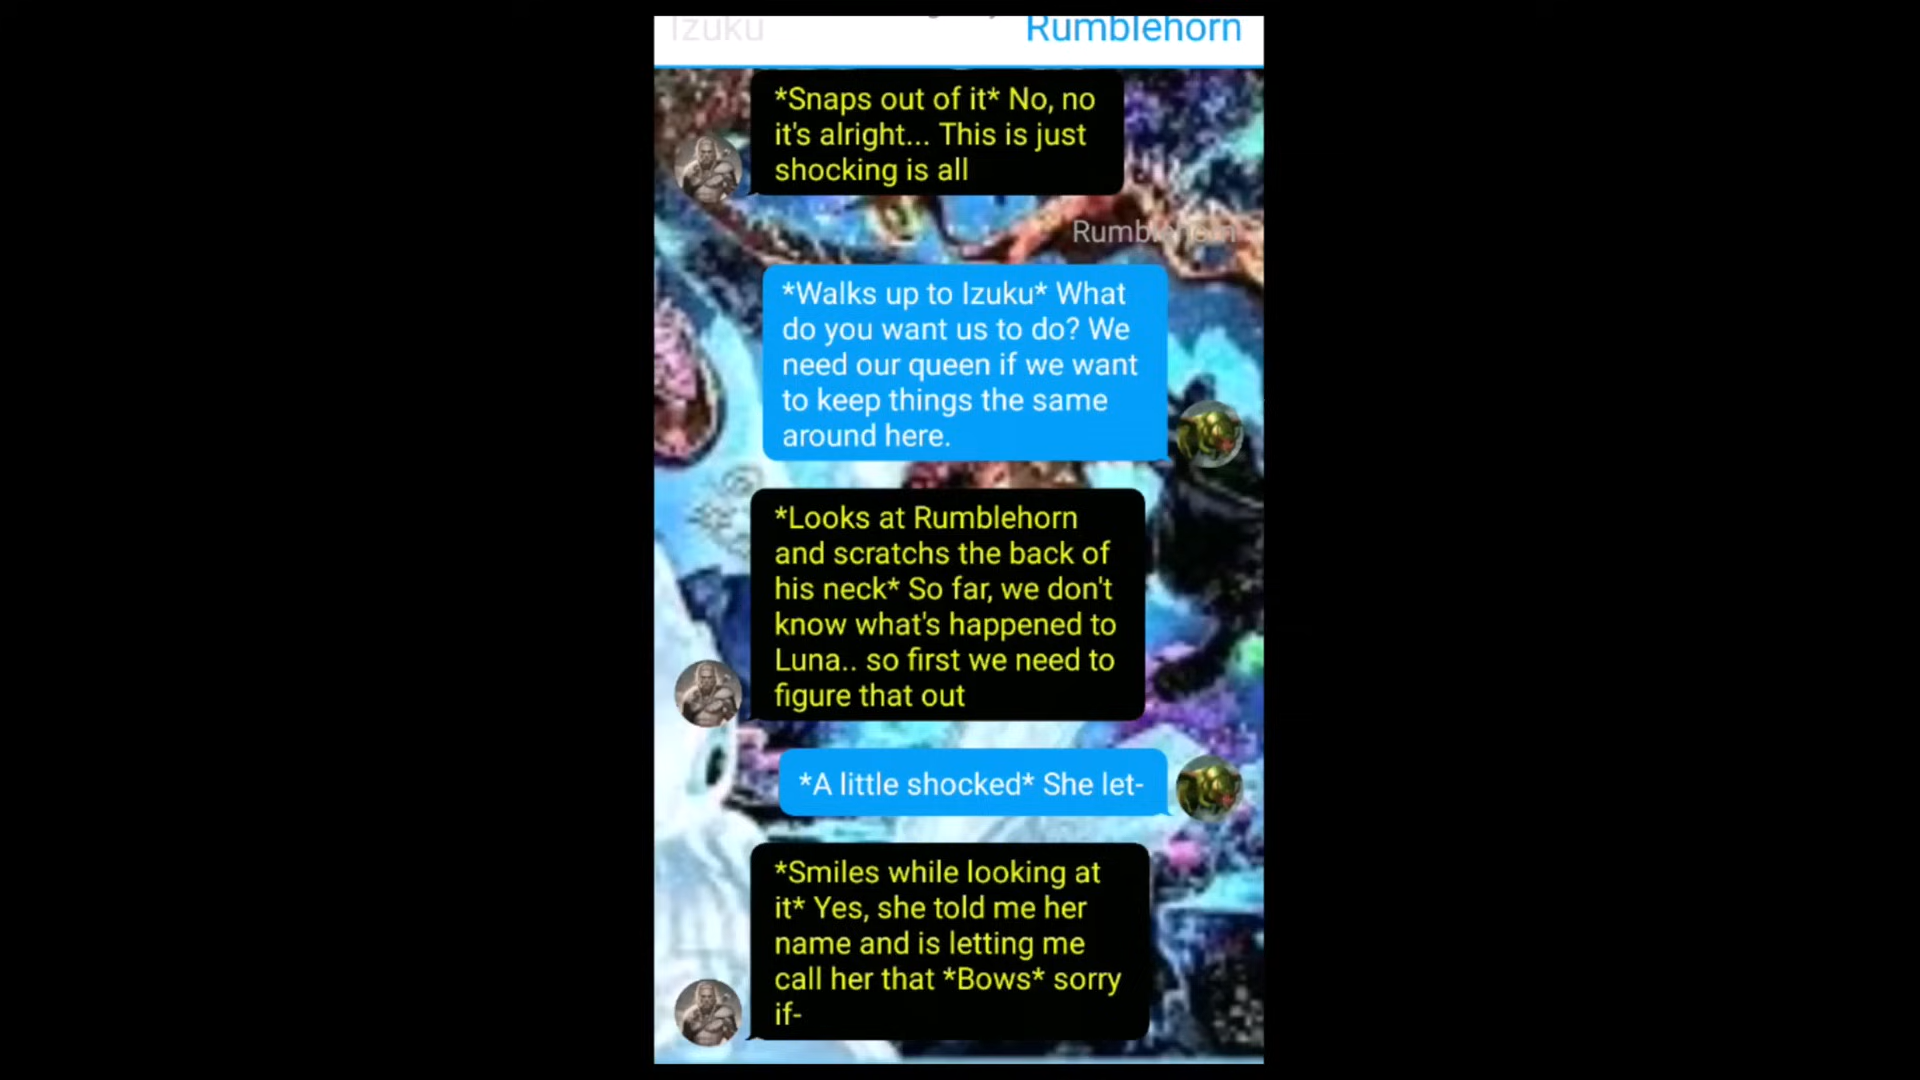 Izuku
Rumblehorn
*Snaps out of it* No, no
it's alright... This is just
shocking is all
Rumblehorn
*Walks up to Izuku* What
do you want us to do? We
need our queen if we want
to keep things the same
around here.
*Looks at Rumblehorn
and scratchs the back of
his neck* So far, we don't
know what's happened to
Luna.. so first we need to
figure that out
*A little shocked* She let-
*Smiles while looking at
it* Yes, she told me her
name and is letting me
call her that *Bows* sorry
if-